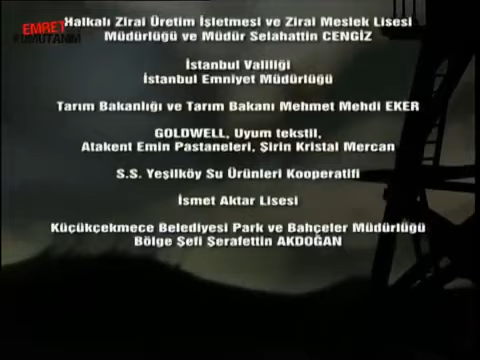 EMRET
KOMUTANIM
Halkalı Zirai Üretim İşletmesi ve Zirai Meslek Lisesi
Müdürlüğü ve Müdür Selahattin CENGİZ
İstanbul Valiliği
İstanbul Emniyet Müdürlüğü
Tarım Bakanlığı ve Tarım Bakanı Mehmet Mehdi EKER
GOLDWELL, Uyum tekstil,
Atakent Emin Pastaneleri, Şirin Kristal Mercan
S.S. Yeşilköy Su Ürünleri Kooperatifi
İsmet Aktar Lisesi
Küçükçekmece Belediyesi Park ve Bahçeler Müdürlüğü
Bölge Şefi Şerafettin AKDOĞAN